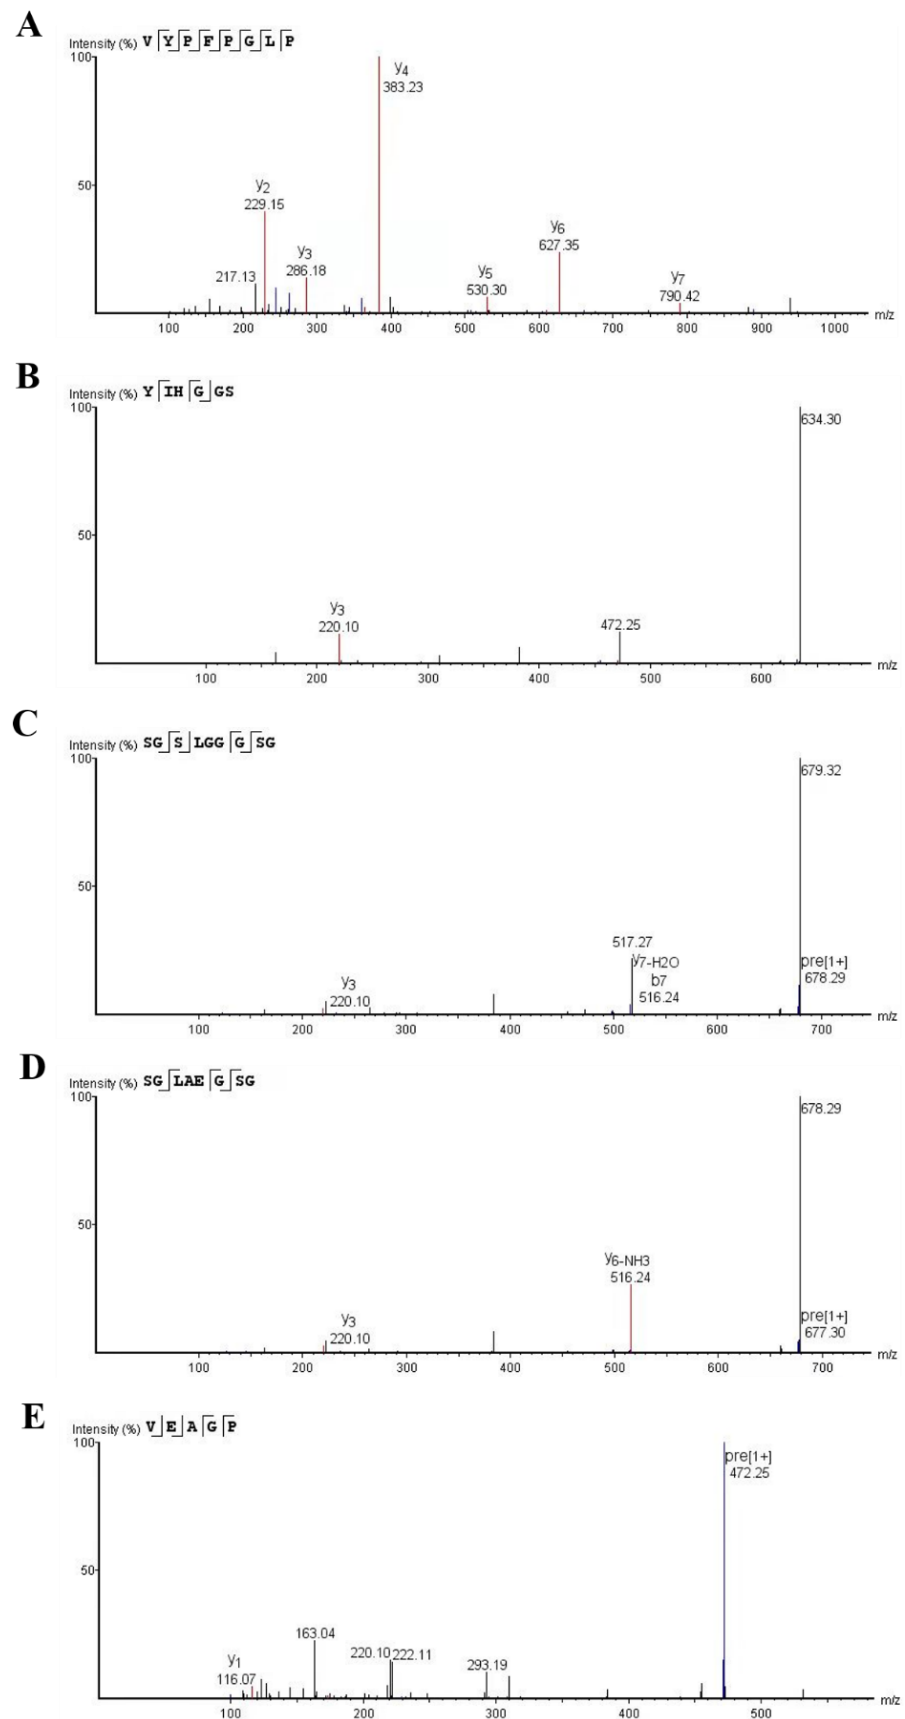 A
Intensity (%) V Y P F P G L P
100
y4
383.23
50
y2
229.15
y6
627.35
y3
217.13 286.18
y5
530.30
y7
790.42
100 200 300 400 500 600 700 800 900 1000 m/z
B
Intensity (%) Y IH G GS
100
634.30
50
y3
220.10
472.25
100 200 300 400 500 600 m/z
C
Intensity (%) SG S LGG G SG
100
679.32
50
517.27
y7-H2O
b7
516.24
pre[1+]
678.29
y3
220.10
100 200 300 400 500 600 700 m/z
D
Intensity (%) SG LAE G SG
100
678.29
50
y6-NH3
516.24
y3
220.10
pre[1+]
677.30
100 200 300 400 500 600 700 m/z
E
Intensity (%) V E A G P
100
pre[1+]
472.25
50
163.04
y1
116.07
220.10 222.11
293.19
100 200 300 400 500 m/z